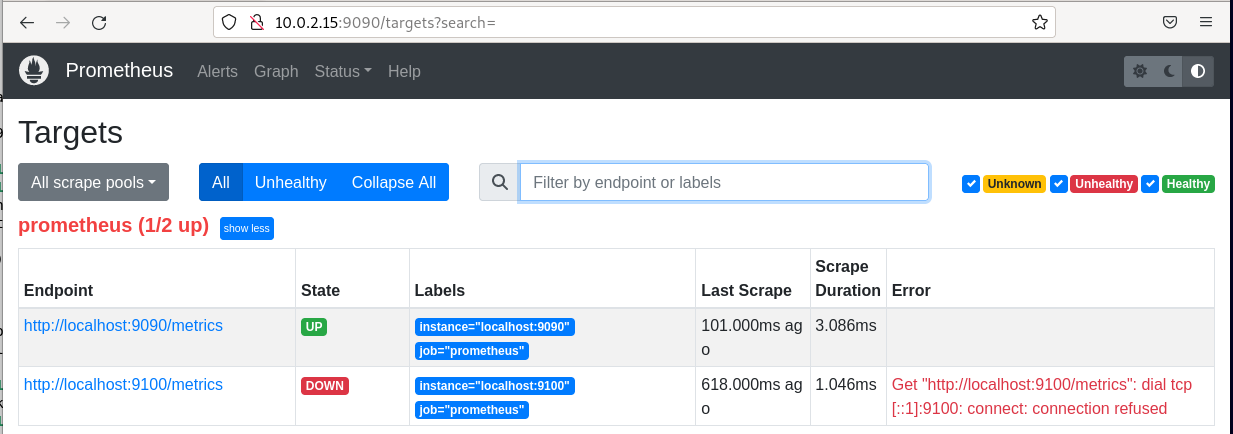 10.0.2.15:9090/targets?search=
Prometheus Alerts Graph Status Help
Targets
All scrape pools All Unhealthy Collapse All Filter by endpoint or labels Unknown Unhealthy Healthy
prometheus (1/2 up) show less
Endpoint State Labels Last Scrape Scrape Duration Error
http://localhost:9090/metrics UP instance="localhost:9090" 101.000ms ag 3.086ms
job="prometheus" o
http://localhost:9100/metrics DOWN instance="localhost:9100" 618.000ms ag 1.046ms Get "http://localhost:9100/metrics": dial tcp
job="prometheus" o [::1]:9100: connect: connection refused